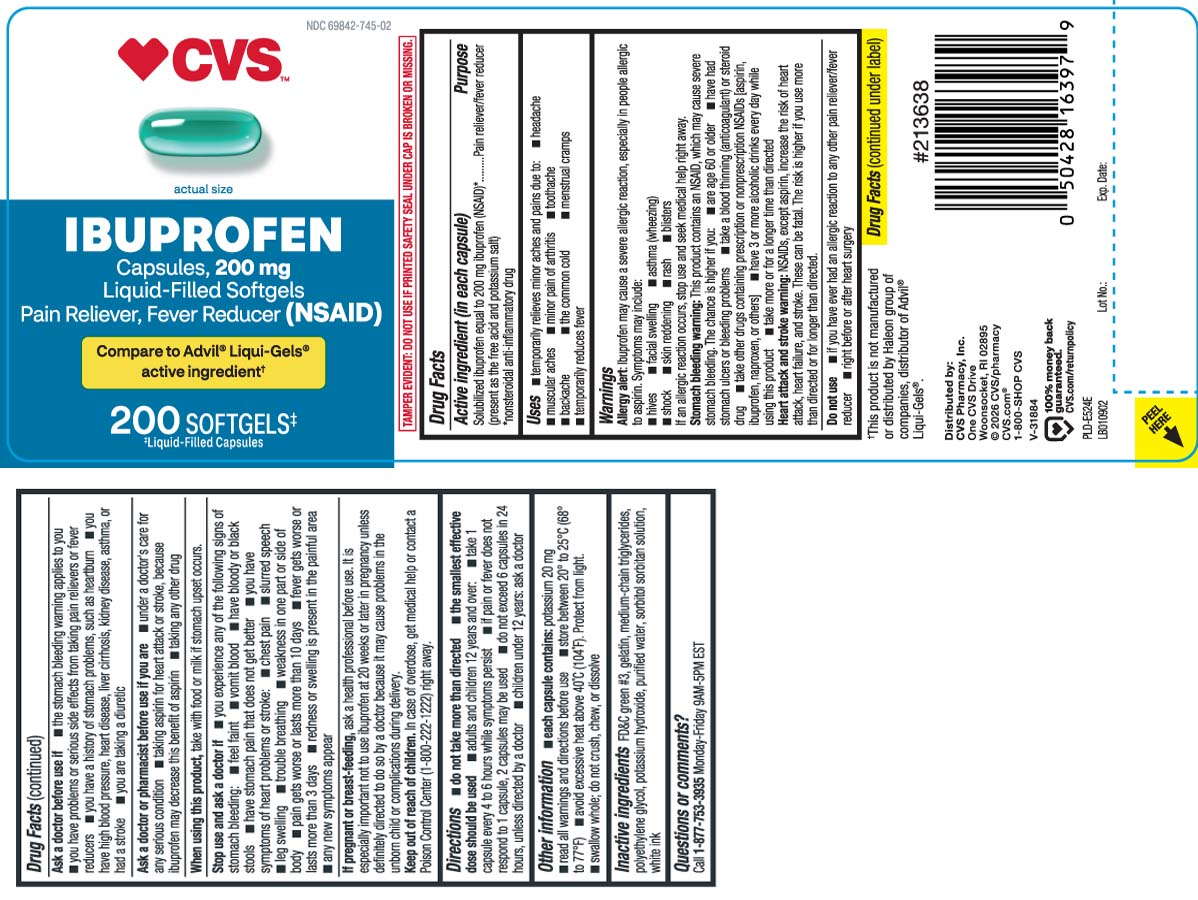 NDC 69842-745-02
CVS™
actual size
IBUPROFEN
Capsules, 200 mg
Liquid-Filled Softgels
Pain Reliever, Fever Reducer (NSAID)
Compare to Advil® Liqui-Gels®
active ingredient†
200 SOFTGELS‡
‡Liquid-Filled Capsules
TAMPER EVIDENT: DO NOT USE IF PRINTED SAFETY SEAL UNDER CAP IS BROKEN OR MISSING.
Drug Facts
Active ingredient (in each capsule) Purpose
Solubilized ibuprofen equal to 200 mg ibuprofen (NSAID)*..........Pain reliever/fever reducer
(present as the free acid and potassium salt)
*nonsteroidal anti-inflammatory drug
Uses ■ temporarily relieves minor aches and pains due to: ■ headache
■ muscular aches ■ minor pain of arthritis ■ toothache
■ backache ■ the common cold ■ menstrual cramps
■ temporarily reduces fever
Warnings
Allergy alert: Ibuprofen may cause a severe allergic reaction, especially in people allergic
to aspirin. Symptoms may include:
■ hives ■ facial swelling ■ asthma (wheezing)
■ shock ■ skin reddening ■ rash ■ blisters
If an allergic reaction occurs, stop use and seek medical help right away.
Stomach bleeding warning: This product contains an NSAID, which may cause severe
stomach bleeding. The chance is higher if you: ■ are age 60 or older ■ have had
stomach ulcers or bleeding problems ■ take a blood thinning (anticoagulant) or steroid
drug ■ take other drugs containing prescription or nonprescription NSAIDs [aspirin,
ibuprofen, naproxen, or others] ■ have 3 or more alcoholic drinks every day while
using this product ■ take more or for a longer time than directed
Heart attack and stroke warning: NSAIDs, except aspirin, increase the risk of heart
attack, heart failure, and stroke. These can be fatal. The risk is higher if you use more
than directed or for longer than directed.
Do not use ■ if you have ever had an allergic reaction to any other pain reliever/fever
reducer ■ right before or after heart surgery
Drug Facts (continued under label)
†This product is not manufactured
or distributed by Haleon group of
companies, distributor of Advil®
Liqui-Gels®.
Distributed by:
CVS Pharmacy, Inc.
One CVS Drive
Woonsocket, RI 02895
© 2026 CVS/pharmacy
CVS.com®
1-800-SHOP CVS
V-31884
100% money back
guaranteed.
CVS.com/returnpolicy
PLD-E524E
LB010902
#213638
0 50428 16397 9
Lot No.: Exp. Date:
PEEL
HERE
Drug Facts (continued)
Ask a doctor before use if ■ the stomach bleeding warning applies to you
■ you have problems or serious side effects from taking pain relievers or fever
reducers ■ you have a history of stomach problems, such as heartburn ■ you
have high blood pressure, heart disease, liver cirrhosis, kidney disease, asthma, or
had a stroke ■ you are taking a diuretic
Ask a doctor or pharmacist before use if you are ■ under a doctor's care for
any serious condition ■ taking aspirin for heart attack or stroke, because
ibuprofen may decrease this benefit of aspirin ■ taking any other drug
When using this product, take with food or milk if stomach upset occurs.
Stop use and ask a doctor if ■ you experience any of the following signs of
stomach bleeding: ■ feel faint ■ vomit blood ■ have bloody or black
stools ■ have stomach pain that does not get better ■ you have
symptoms of heart problems or stroke: ■ chest pain ■ slurred speech
■ leg swelling ■ trouble breathing ■ weakness in one part or side of
body ■ pain gets worse or lasts more than 10 days ■ fever gets worse or
lasts more than 3 days ■ redness or swelling is present in the painful area
■ any new symptoms appear
If pregnant or breast-feeding, ask a health professional before use. It is
especially important not to use ibuprofen at 20 weeks or later in pregnancy unless
definitely directed to do so by a doctor because it may cause problems in the
unborn child or complications during delivery.
Keep out of reach of children. In case of overdose, get medical help or contact a
Poison Control Center (1-800-222-1222) right away.
Directions ■ do not take more than directed ■ the smallest effective
dose should be used ■ adults and children 12 years and over: ■ take 1
capsule every 4 to 6 hours while symptoms persist ■ if pain or fever does not
respond to 1 capsule, 2 capsules may be used ■ do not exceed 6 capsules in 24
hours, unless directed by a doctor ■ children under 12 years: ask a doctor
Other information ■ each capsule contains: potassium 20 mg
■ read all warnings and directions before use ■ store between 20° to 25°C (68°
to 77°F) ■ avoid excessive heat above 40°C (104°F). Protect from light.
■ swallow whole; do not crush, chew, or dissolve
Inactive ingredients FD&C green #3, gelatin, medium-chain triglycerides,
polyethylene glycol, potassium hydroxide, purified water, sorbitol sorbitan solution,
white ink
Questions or comments?
Call 1-877-753-3935 Monday-Friday 9AM-5PM EST